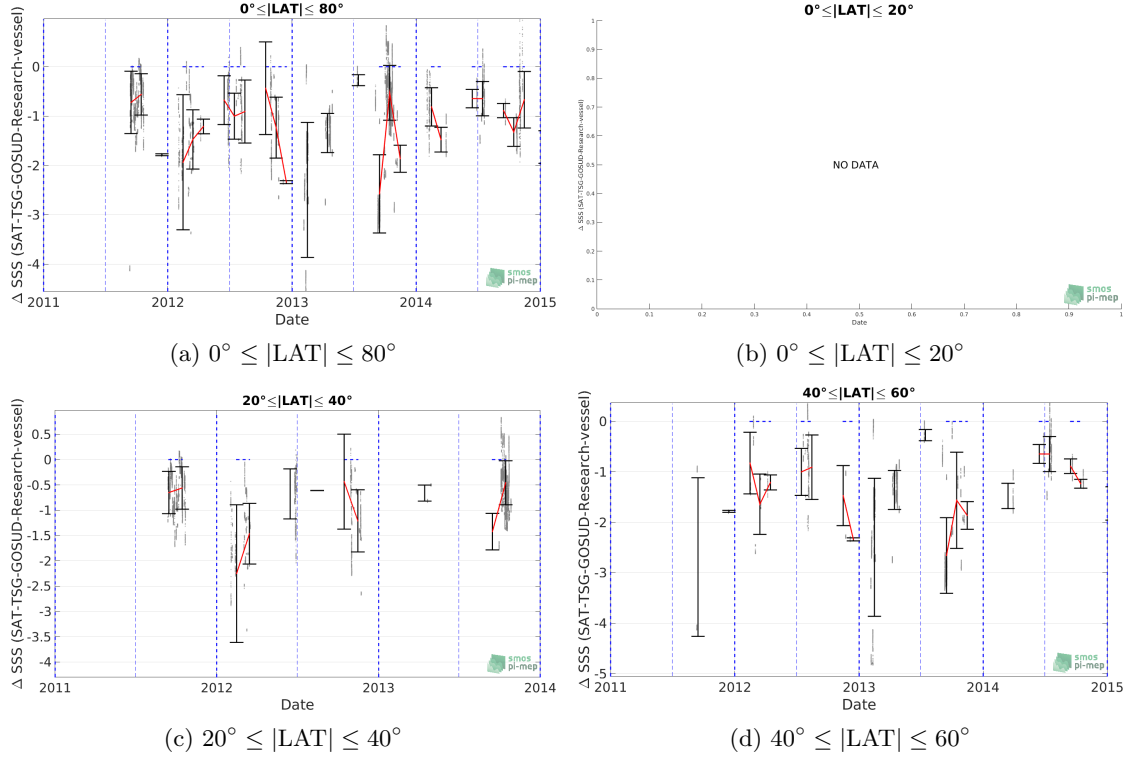 0°≤|LAT|≤ 80°
Δ SSS (SAT-TSG-GOSUD-Research-vessel)
0
-1
-2
-3
-4
2011 2012 2013 2014 2015
Date
smos
pi-mep
(a) 0° ≤ |LAT| ≤ 80°
0°≤|LAT|≤ 20°
Δ SSS (SAT-TSG-GOSUD-Research-vessel)
1
0.9
0.8
0.7
0.6
0.5
0.4
0.3
0.2
0.1
0
NO DATA
0 0.1 0.2 0.3 0.4 0.5 0.6 0.7 0.8 0.9 1
Date
smos
pi-mep
(b) 0° ≤ |LAT| ≤ 20°
20°≤|LAT|≤ 40°
Δ SSS (SAT-TSG-GOSUD-Research-vessel)
0.5
0
-0.5
-1
-1.5
-2
-2.5
-3
-3.5
-4
2011 2012 2013 2014
Date
smos
pi-mep
(c) 20° ≤ |LAT| ≤ 40°
40°≤|LAT|≤ 60°
Δ SSS (SAT-TSG-GOSUD-Research-vessel)
0
-1
-2
-3
-4
-5
2011 2012 2013 2014 2015
Date
smos
pi-mep
(d) 40° ≤ |LAT| ≤ 60°